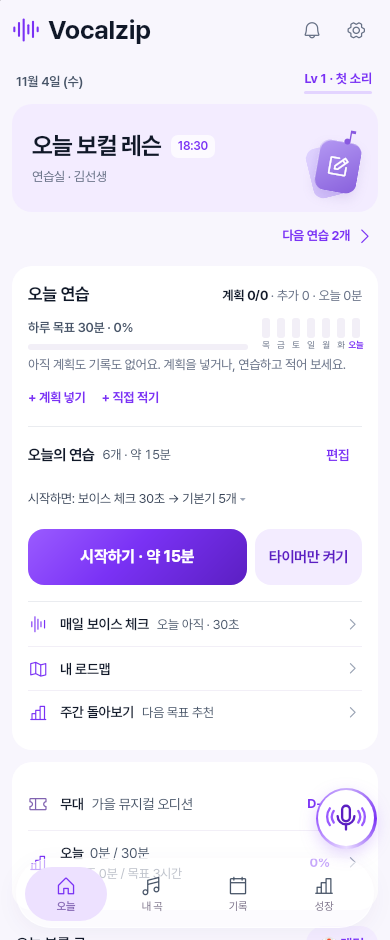 Vocalzip
11월 4일 (수)
Lv 1 · 첫 소리
오늘 보컬 레슨 18:30
연습실 · 김선생
다음 연습 2개
오늘 연습
계획 0/0 · 추가 0 · 오늘 0분
하루 목표 30분 · 0%
목 금 토 일 월 화 오늘
아직 계획도 기록도 없어요. 계획을 넣거나, 연습하고 적어 보세요.
+ 계획 넣기 + 직접 적기
오늘의 연습 6개 · 약 15분
편집
시작하면: 보이스 체크 30초 → 기본기 5개
시작하기 · 약 15분
타이머만 켜기
매일 보이스 체크 오늘 아직 · 30초
내 로드맵
주간 돌아보기 다음 목표 추천
무대 가을 뮤지컬 오디션
D-
오늘 0분 / 30분
0분 / 목표 3시간
0%
오늘
내 곡
기록
성장